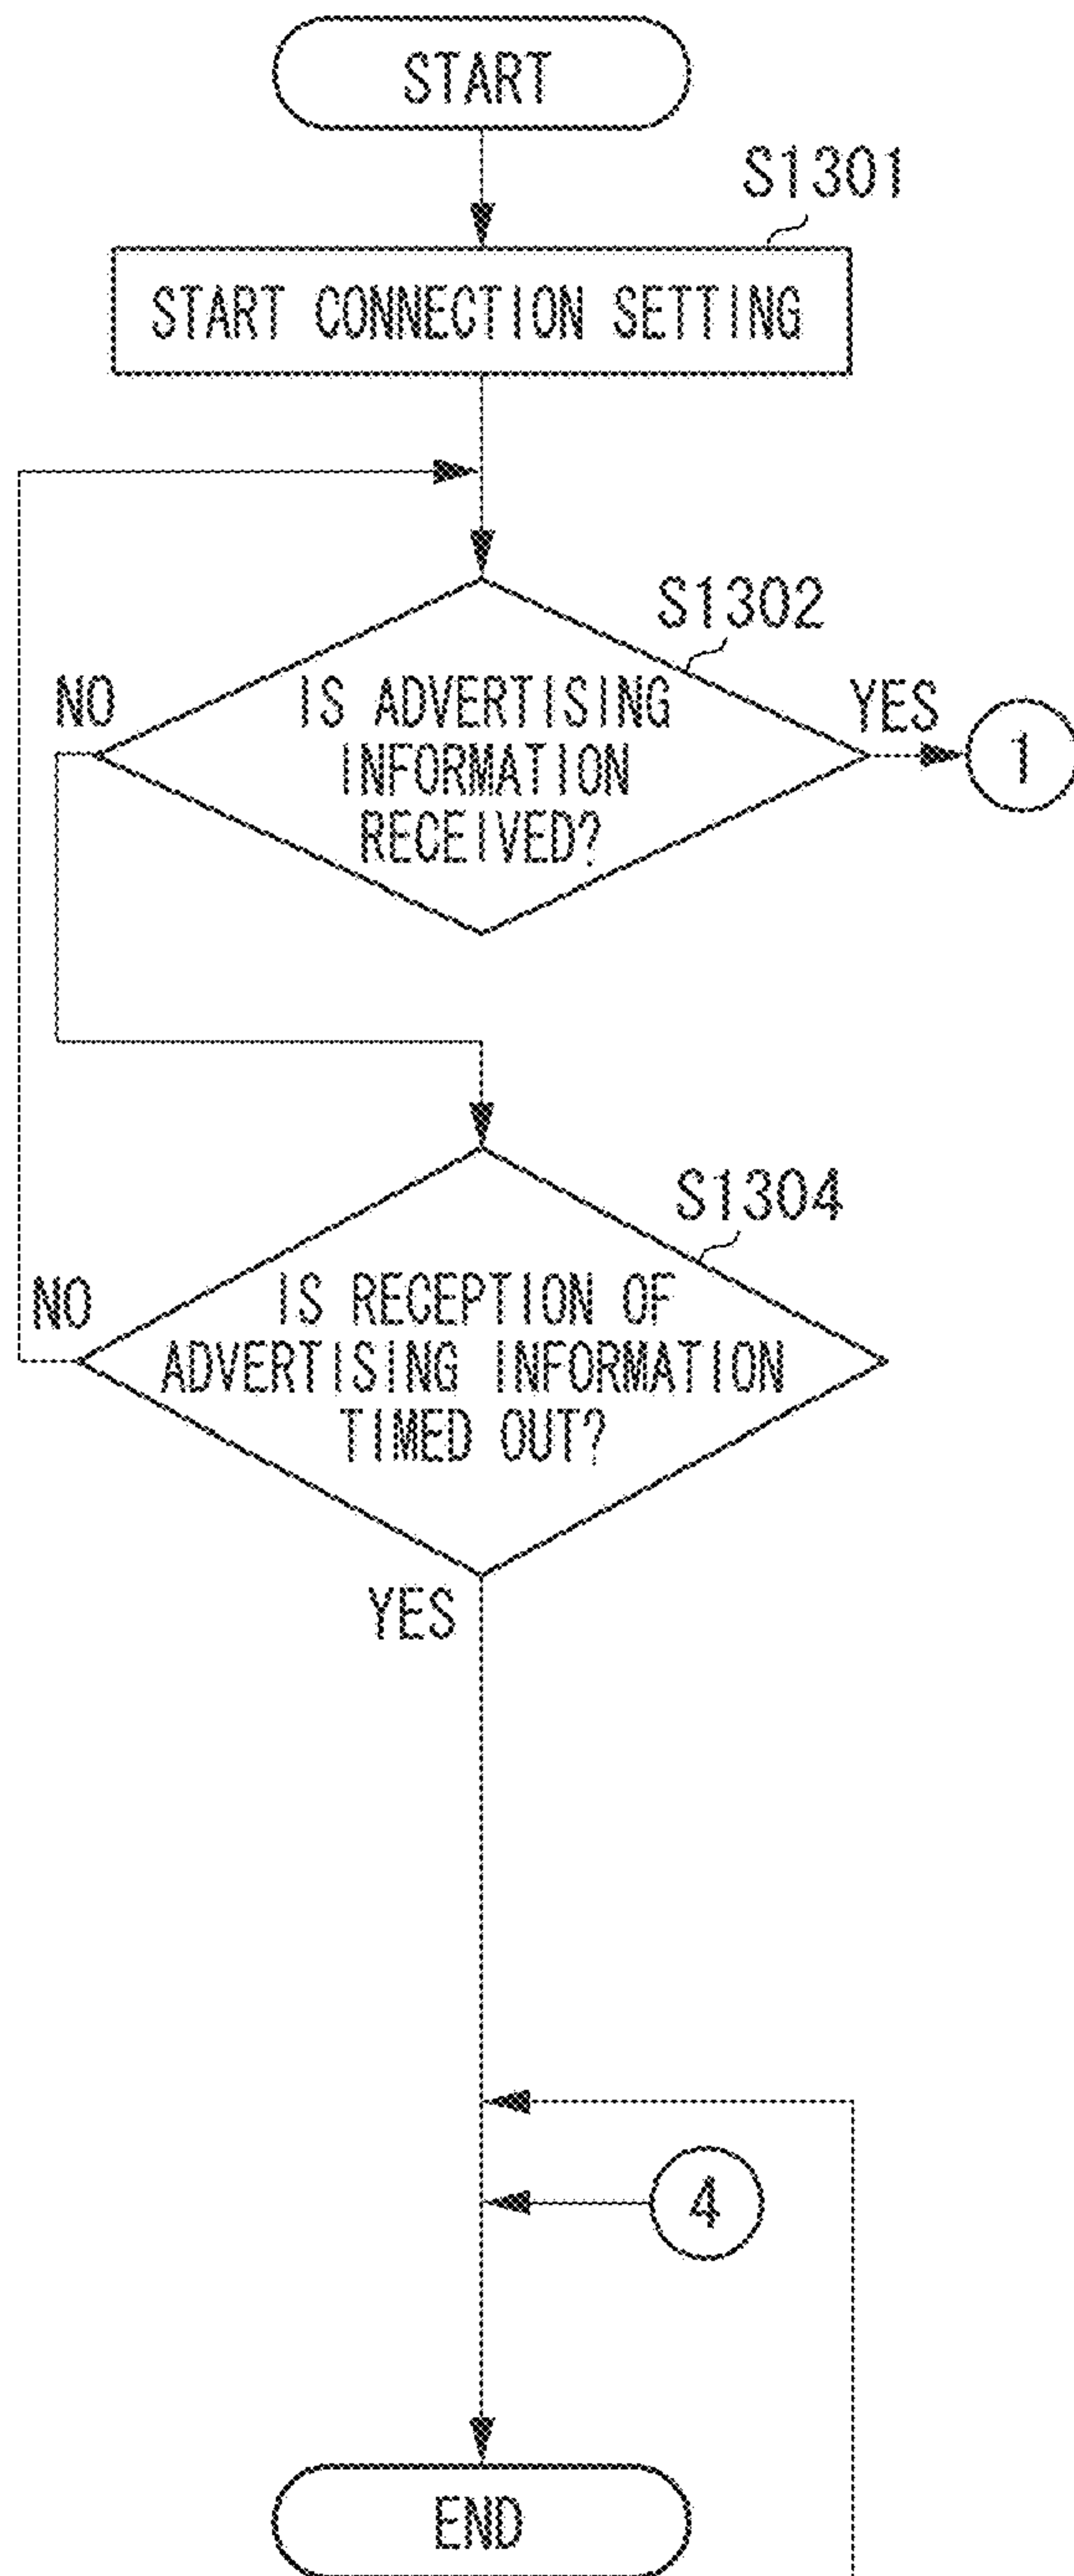 START
S1301
START CONNECTION SETTING
S1302
NO
IS ADVERTISING
INFORMATION
RECEIVED?
YES
1
S1304
NO
IS RECEPTION OF
ADVERTISING INFORMATION
TIMED OUT?
YES
4
END